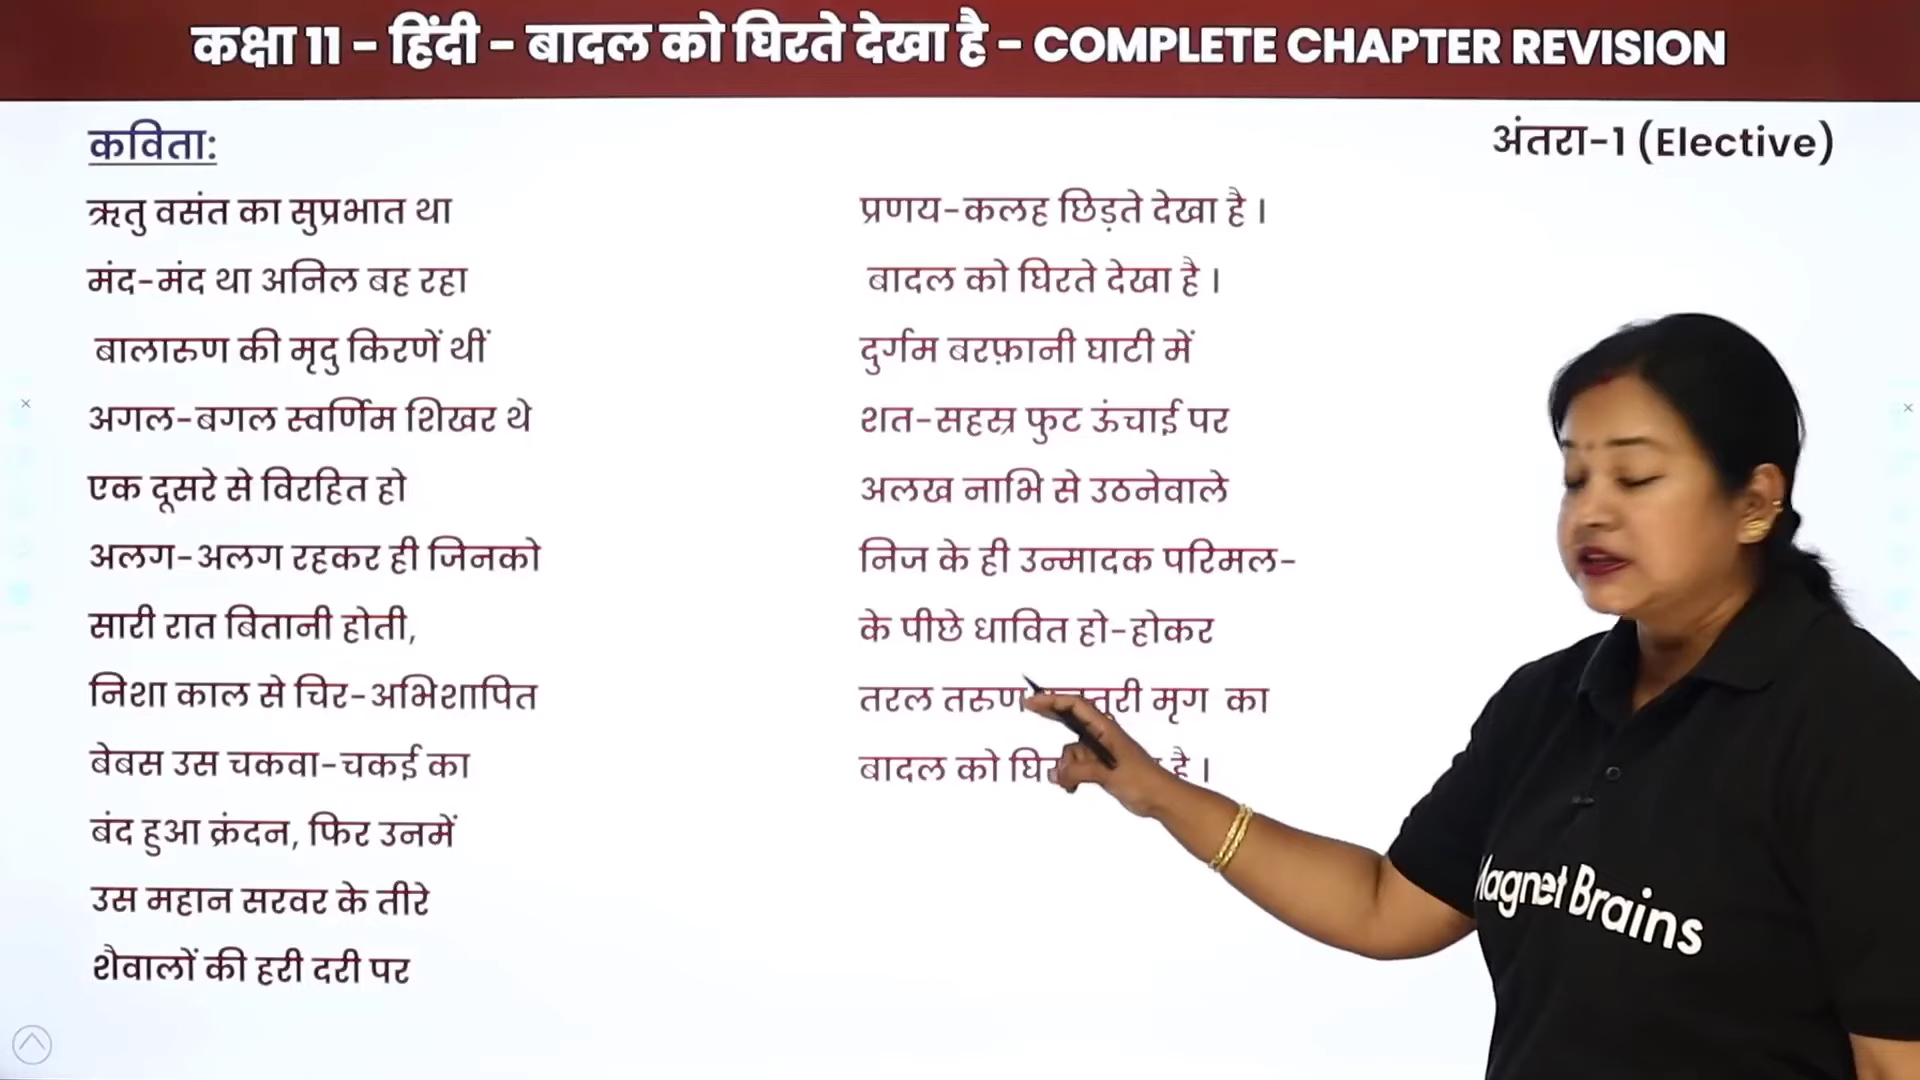 कक्षा 11 - हिंदी - बादल को घिरते देखा है - COMPLETE CHAPTER REVISION
कविता:
अंतरा-1 (Elective)
ऋतु वसंत का सुप्रभात था
मंद-मंद था अनिल बह रहा
बालारुण की मृदु किरणें थीं
अगल-बगल स्वर्णिम शिखर थे
एक दूसरे से विरहित हो
अलग-अलग रहकर ही जिनको
सारी रात बितानी होती,
निशा काल से चिर-अभिशापित
बेबस उस चकवा-चकई का
बंद हुआ क्रंदन, फिर उनमें
उस महान सरवर के तीरे
शैवालों की हरी दरी पर
प्रणय-कलह छिड़ते देखा है ।
बादल को घिरते देखा है ।
दुर्गम बरफ़ानी घाटी में
शत-सहस्र फुट ऊंचाई पर
अलख नाभि से उठनेवाले
निज के ही उन्मादक परिमल-
के पीछे धावित हो-होकर
तरल तरुण मृग का
बादल को है ।
Magnet Brains